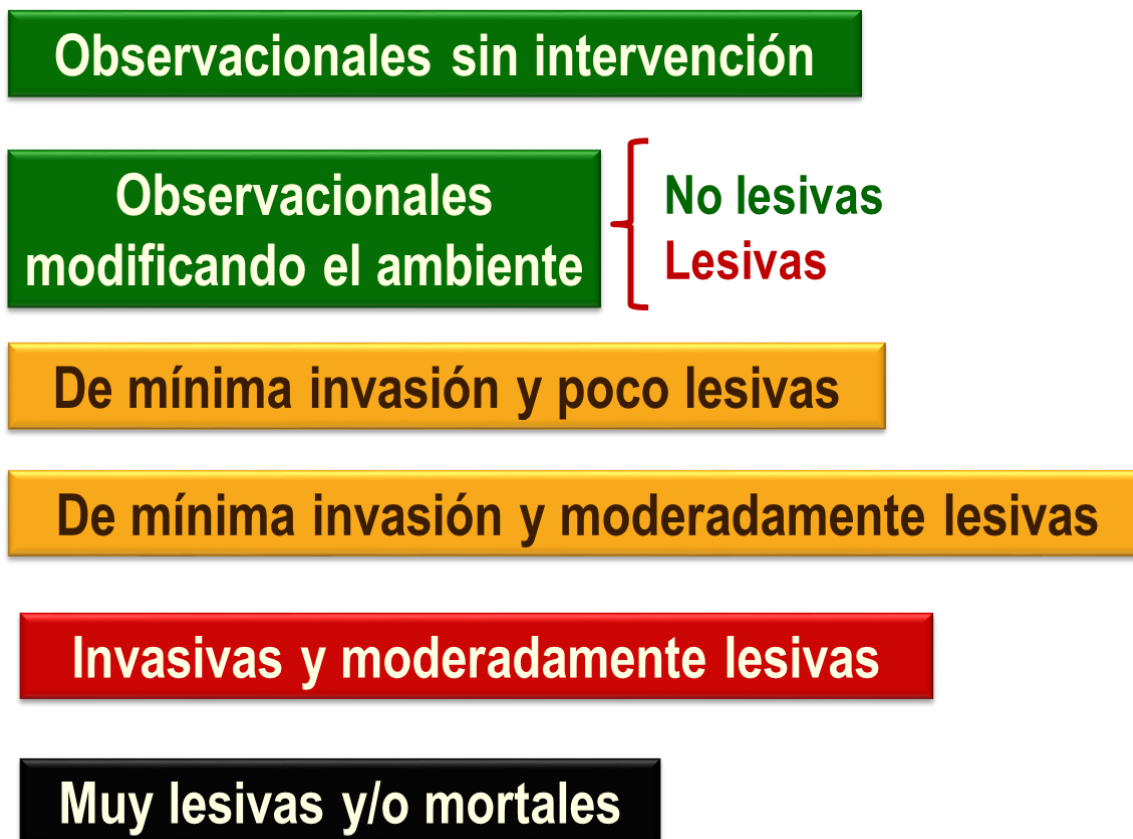 Observacionales sin intervención
Observacionales
modificando el ambiente
No lesivas
Lesivas
De mínima invasión y poco lesivas
De mínima invasión y moderadamente lesivas
Invasivas y moderadamente lesivas
Muy lesivas y/o mortales